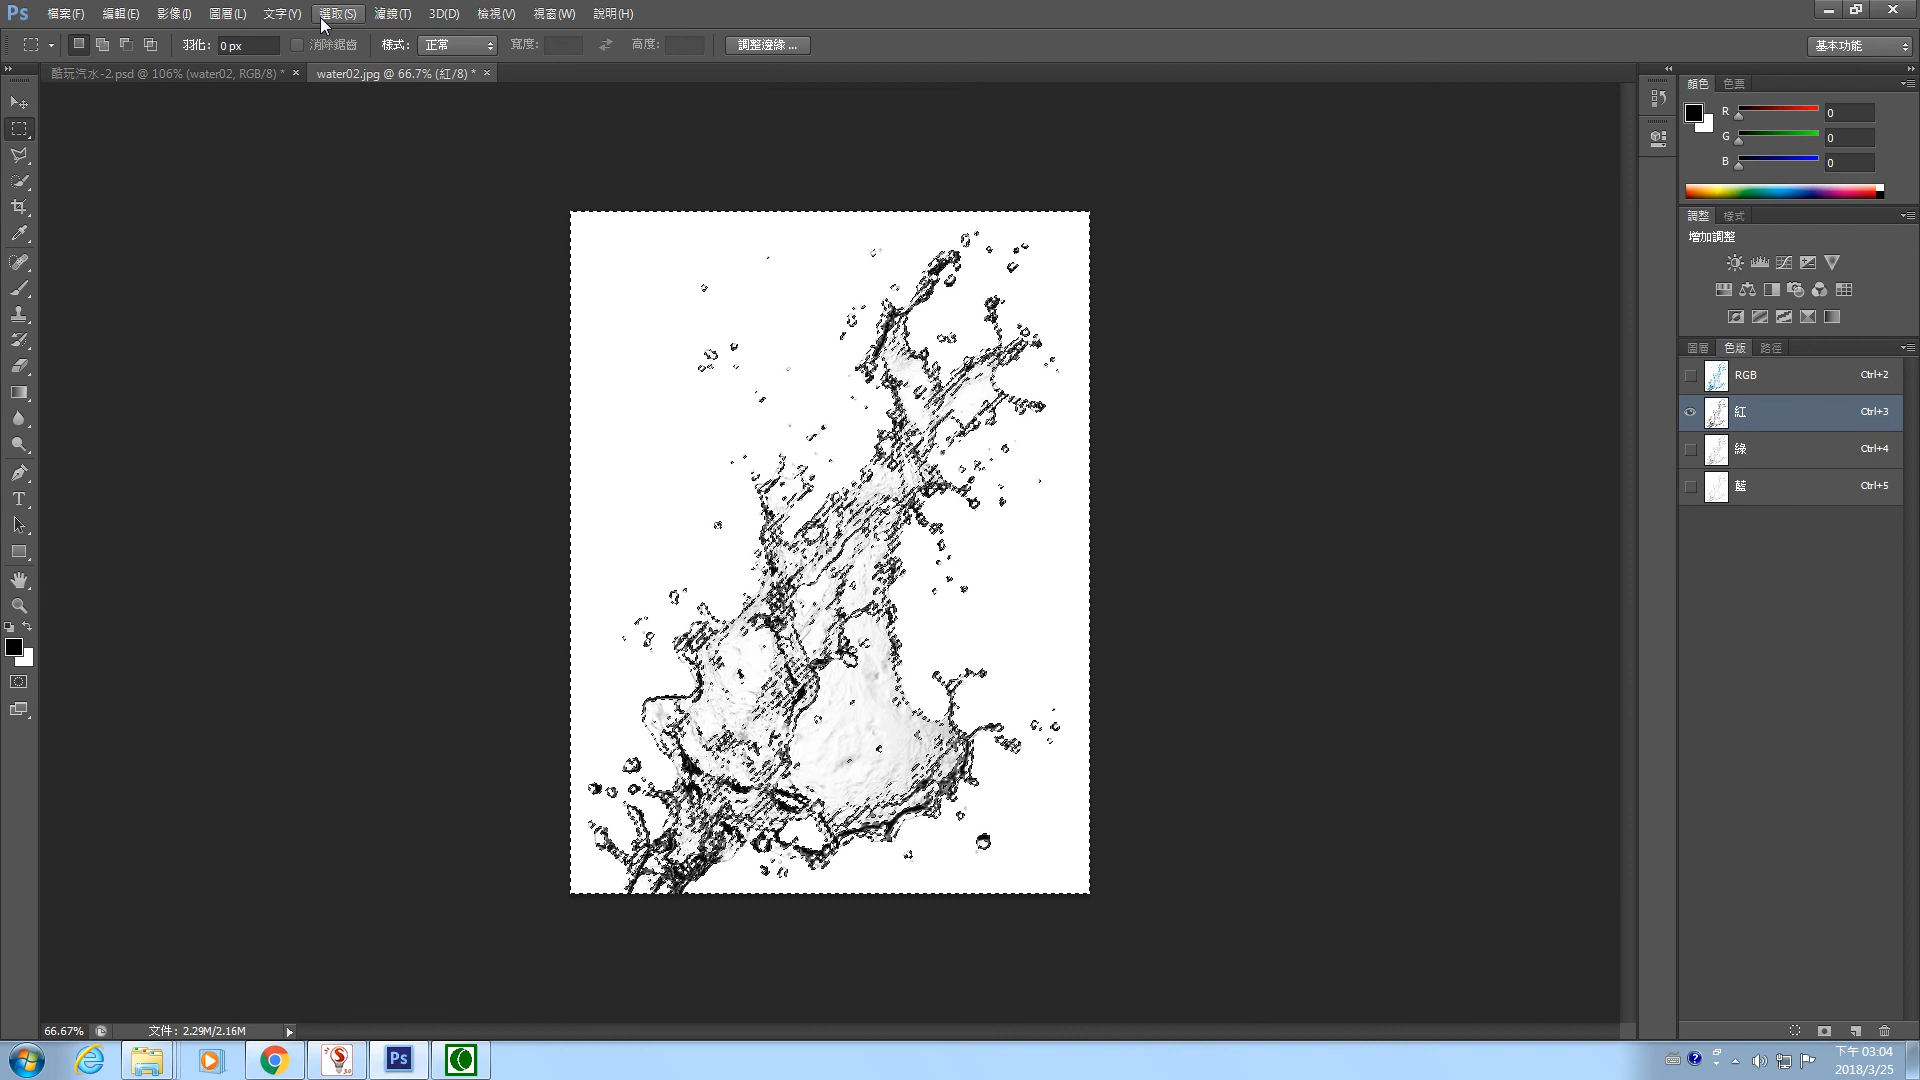 Ps 檔案(F) 編輯(E) 影像(I) 圖層(L) 文字(Y) 選取(S) 濾鏡(T) 3D(D) 檢視(V) 視窗(W) 說明(H)
羽化: 0 px 消除鋸齒 樣式: 正常 寬度: 高度: 調整邊緣 ... 基本功能
酷玩汽水-2.psd @ 106% (water02, RGB/8) * × water02.jpg @ 66.7% (紅/8) * ×
顏色 色票
R 0
G 0
B 0
調整 樣式
增加調整
圖層 色版 路徑
RGB Ctrl+2
紅 Ctrl+3
綠 Ctrl+4
藍 Ctrl+5
T
66.67% 文件: 2.29M/2.16M
Ps
下午 03:04
2018/3/25